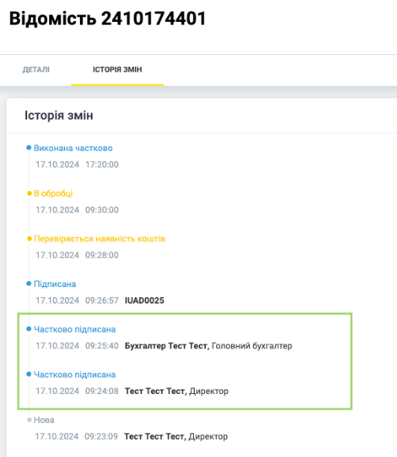 Відомість 2410174401
ДЕТАЛІ ІСТОРІЯ ЗМІН
Історія змін
Виконана частково
17.10.2024 17:20:00
В обробці
17.10.2024 09:30:00
Перевіряється наявність коштів
17.10.2024 09:28:00
Підписана
17.10.2024 09:26:57 IUAD0025
Частково підписана
17.10.2024 09:25:40 Бухгалтер Тест Тест, Головний бухгалтер
Частково підписана
17.10.2024 09:24:08 Тест Тест Тест, Директор
Нова
17.10.2024 09:23:09 Тест Тест Тест, Директор